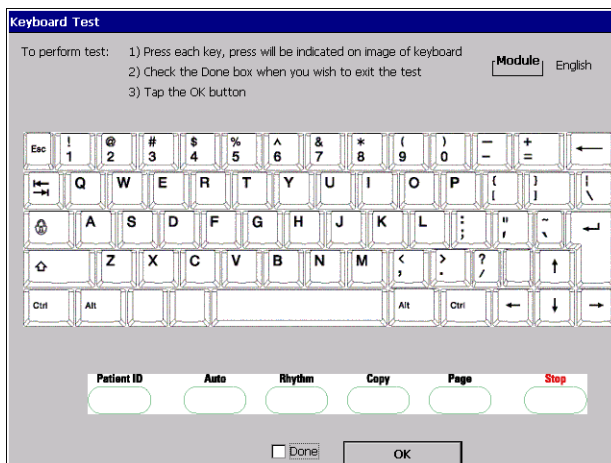 Keyboard Test
To perform test: 1) Press each key, press will be indicated on image of keyboard
2) Check the Done box when you wish to exit the test
3) Tap the OK button
Module English
Esc ! 1 @ 2 # 3 $ 4 % 5 ^ 6 & 7 * 8 ( 9 ) 0 — - + = ←
Q W E R T Y U I O P { [ } ] | \
A S D F G H J K L : ; " ' ~ ` ↵
⇧ Z X C V B N M < , > . ? / ↑
Ctrl Alt Alt Ctrl ← ↓ →
Patient ID Auto Rhythm Copy Page Stop
Done OK